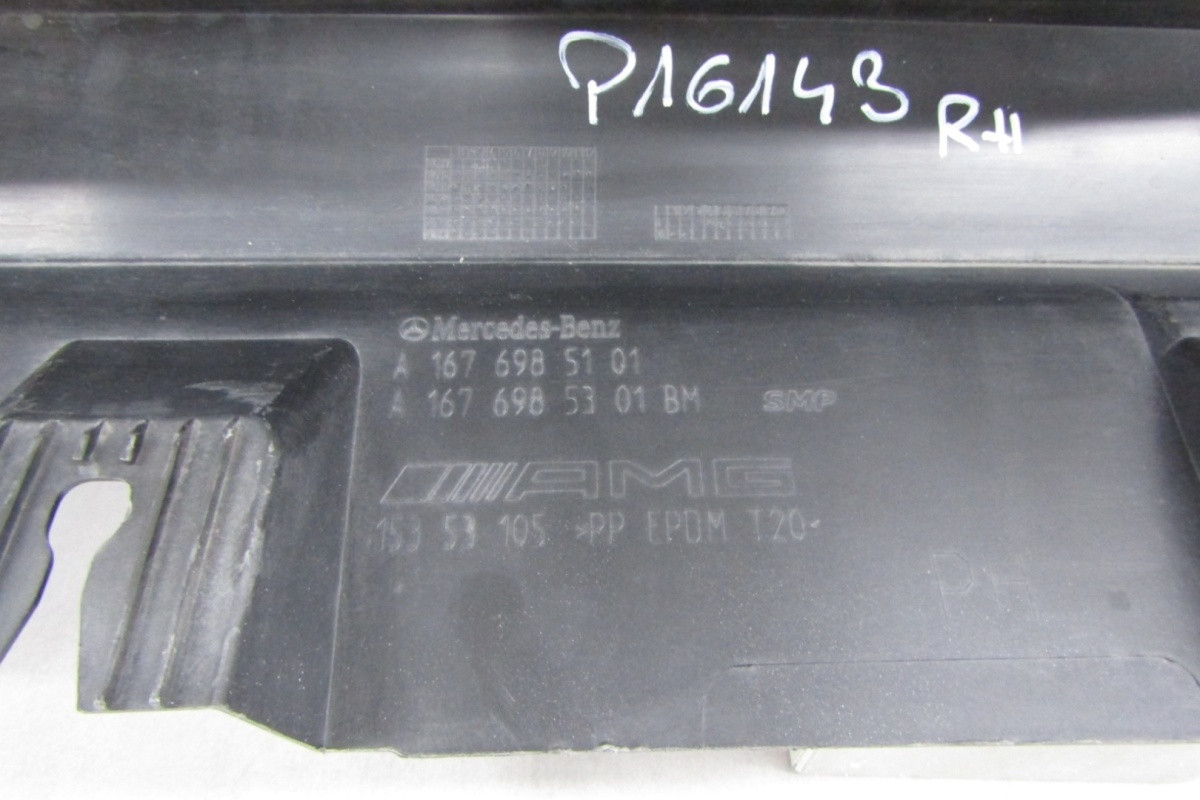 P16143 RH
Mercedes-Benz
A 167 698 51 01
A 167 698 53 01 BM SMP
AMG
153 53 105 >PP EPDM T20<
PH